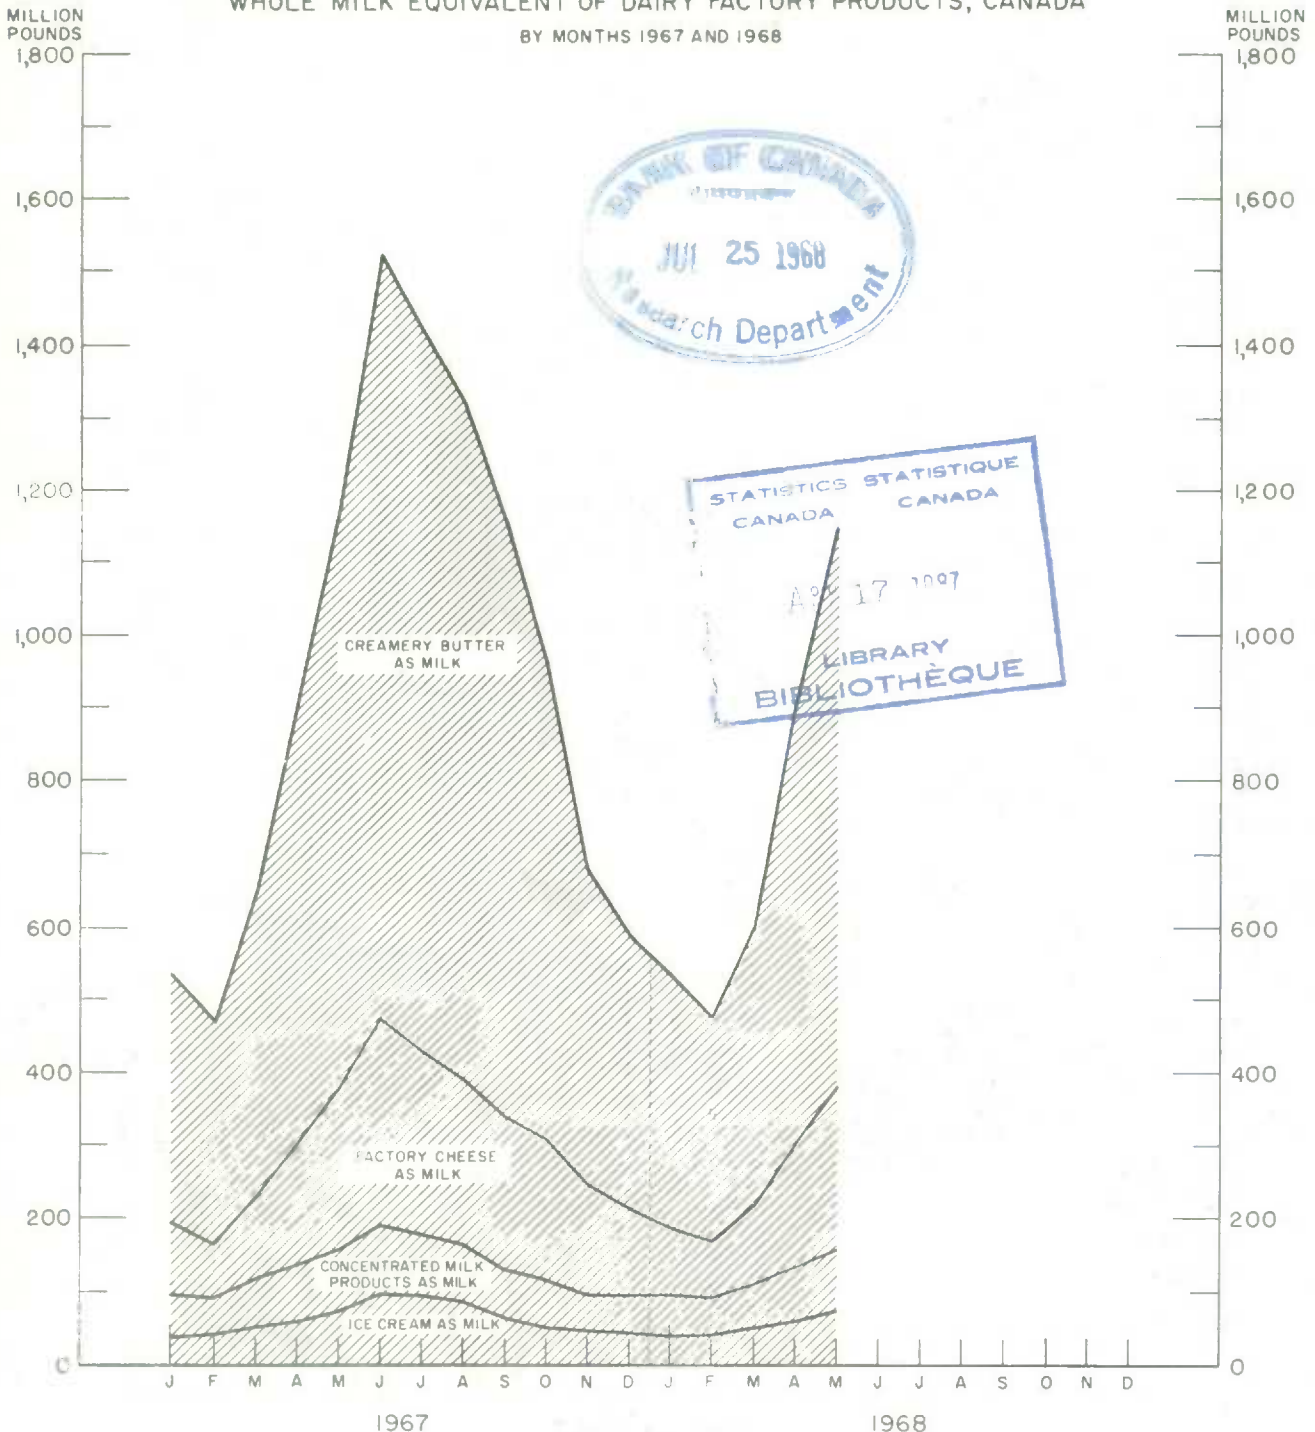 WHOLE MILK EQUIVALENT OF DAIRY FACTORY PRODUCTS, CANADA
BY MONTHS 1967 AND 1968
MILLION
POUNDS
MILLION
POUNDS
1,800
1,600
1,400
1,200
1,000
800
600
400
200
0
1,800
1,600
1,400
1,200
1,000
800
600
400
200
0
BANK OF CANADA
25 1968
Research Department
STATISTICS STATISTIQUE
CANADA CANADA
17
LIBRARY
BIBLIOTHÈQUE
CREAMERY BUTTER
AS MILK
FACTORY CHEESE
AS MILK
CONCENTRATED MILK
PRODUCTS AS MILK
ICE CREAM AS MILK
J F M A M J J A S O N D J F M A M J J A S O N D
1967 1968